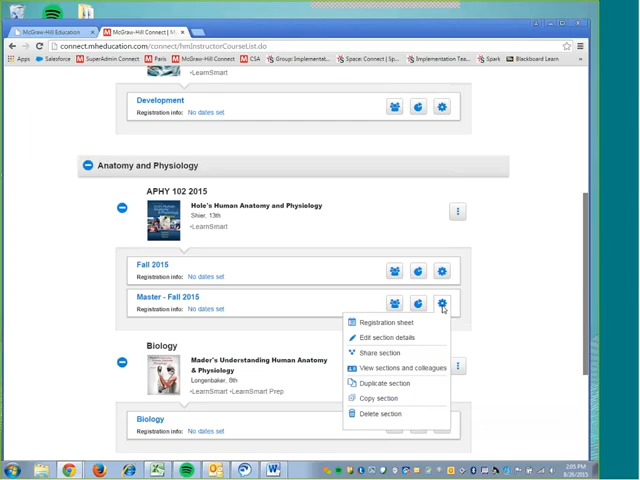 McGraw-Hill Education
McGraw-Hill Connect | M
connect.mheducation.com/connect/hmInstructorCourseList.do
Apps Salesforce SuperAdmin Connect Paris McGraw-Hill Connect CSA Group: Implementat... Space: Connect | Sp... Implementation Tea... Spark Blackboard Learn
•LearnSmart
Development
Registration info: No dates set
Anatomy and Physiology
APHY 102 2015
Hole's Human Anatomy and Physiology
Shier, 13th
•LearnSmart
Fall 2015
Registration info: No dates set
Master - Fall 2015
Registration info: No dates set
Registration sheet
Edit section details
Share section
View sections and colleagues
Duplicate section
Copy section
Delete section
Biology
Mader's Understanding Human Anatomy
& Physiology
Longenbaker, 8th
•LearnSmart •LearnSmart Prep
Biology
Registration info: No dates set
2:05 PM
8/26/2015